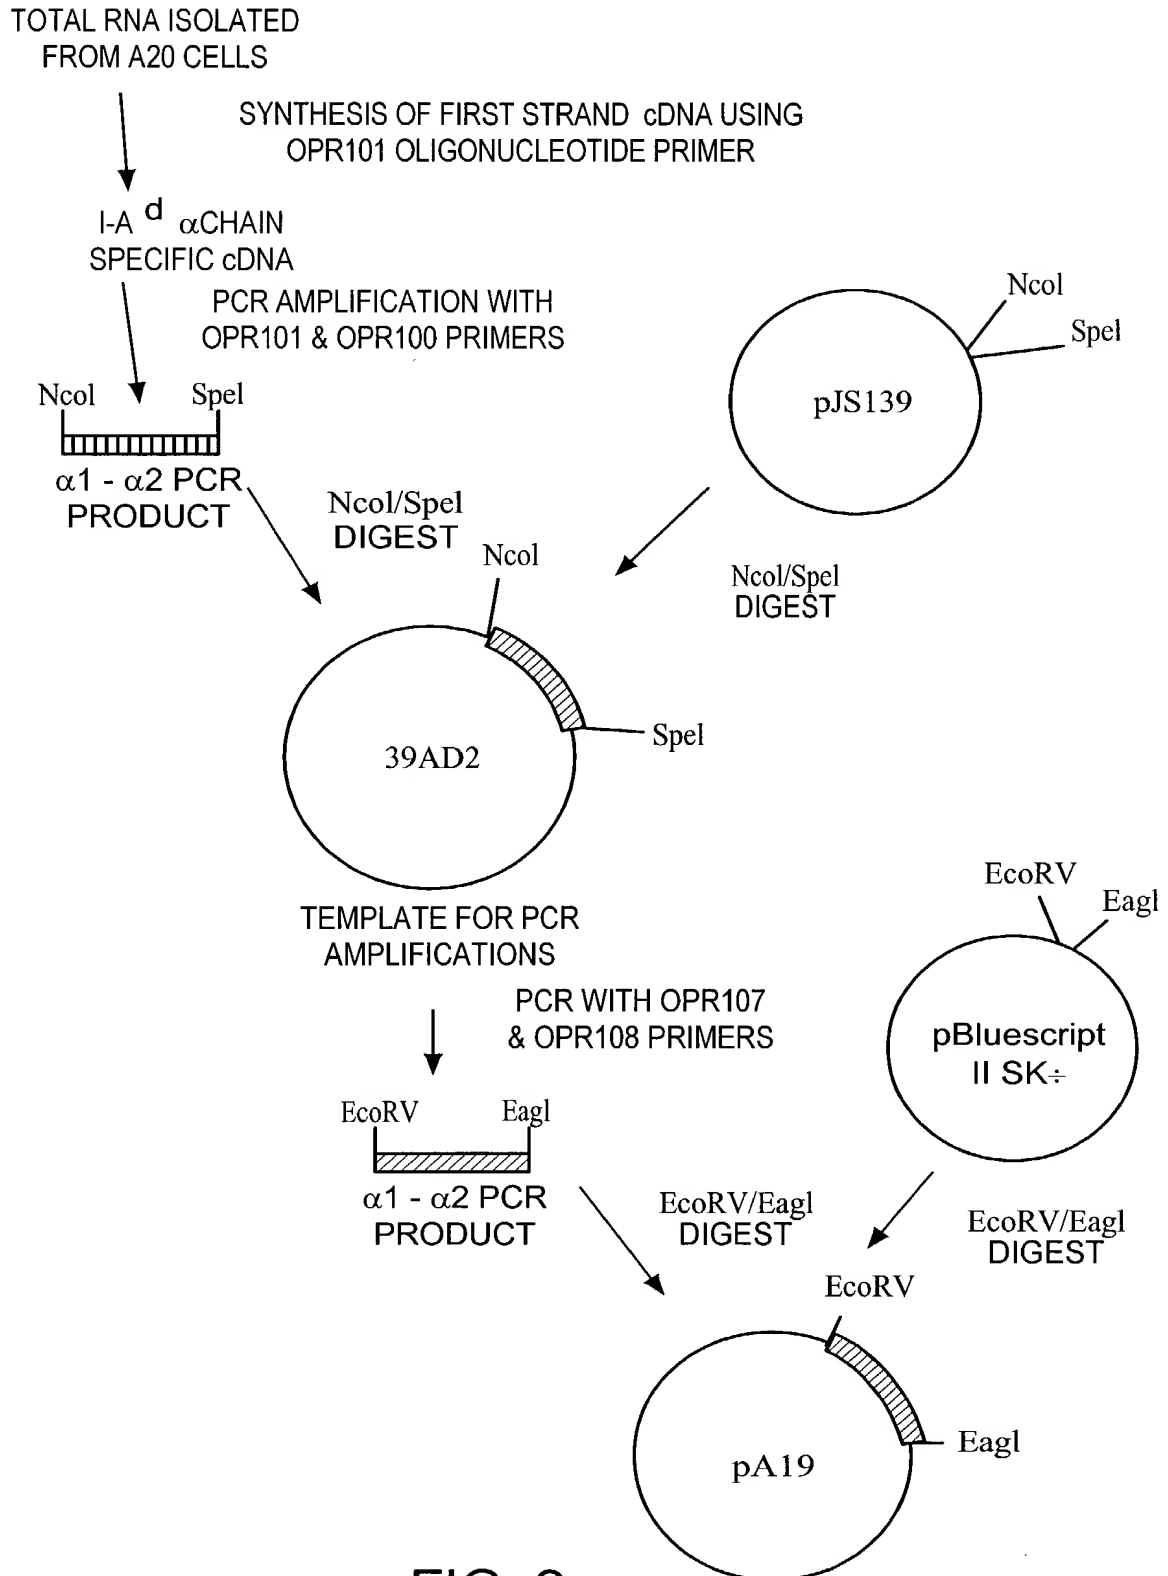 TOTAL RNA ISOLATED
FROM A20 CELLS
SYNTHESIS OF FIRST STRAND cDNA USING
OPR101 OLIGONUCLEOTIDE PRIMER
I-A d αCHAIN
SPECIFIC cDNA
PCR AMPLIFICATION WITH
OPR101 & OPR100 PRIMERS
NcoI
SpeI
pJS139
NcoI SpeI
α1 - α2 PCR
PRODUCT
NcoI/SpeI
DIGEST
NcoI
NcoI/SpeI
DIGEST
SpeI
39AD2
TEMPLATE FOR PCR
AMPLIFICATIONS
EcoRV
EagI
PCR WITH OPR107
& OPR108 PRIMERS
pBluescript
II SK÷
EcoRV EagI
α1 - α2 PCR
PRODUCT
EcoRV/EagI
DIGEST
EcoRV/EagI
DIGEST
EcoRV
EagI
pA19